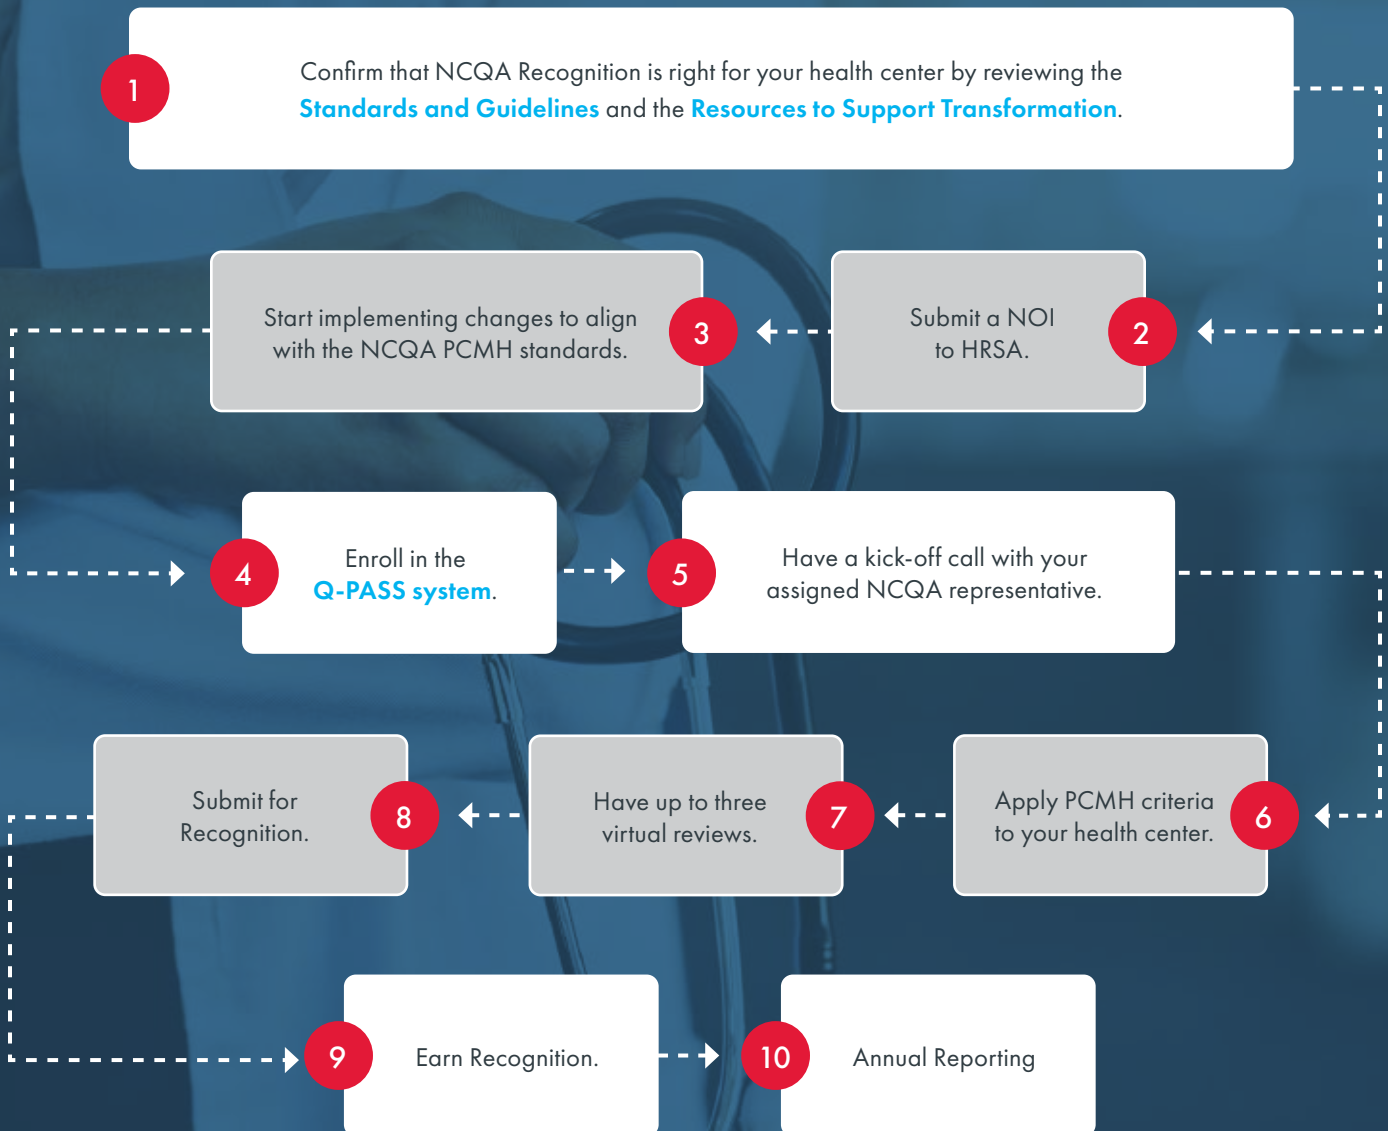 1
Confirm that NCQA Recognition is right for your health center by reviewing the
Standards and Guidelines and the Resources to Support Transformation.
2
Submit a NOI
to HRSA.
3
Start implementing changes to align
with the NCQA PCMH standards.
4
Enroll in the
Q-PASS system.
5
Have a kick-off call with your
assigned NCQA representative.
6
Apply PCMH criteria
to your health center.
7
Have up to three
virtual reviews.
8
Submit for
Recognition.
9
Earn Recognition.
10
Annual Reporting